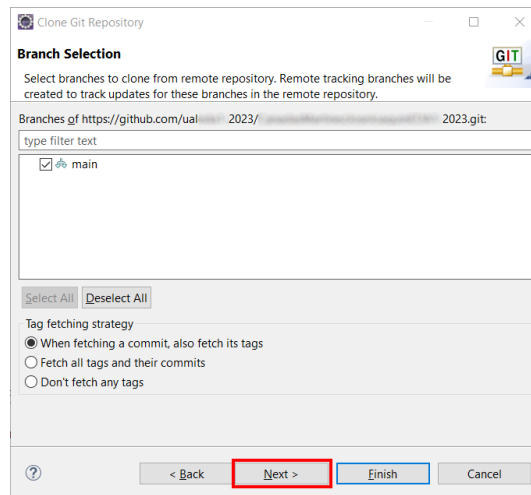 Clone Git Repository
Branch Selection
GIT
Select branches to clone from remote repository. Remote tracking branches will be
created to track updates for these branches in the remote repository.
Branches of https://github.com/ual 2023/ 2023.git:
type filter text
main
Select All Deselect All
Tag fetching strategy
When fetching a commit, also fetch its tags
Fetch all tags and their commits
Don't fetch any tags
? < Back Next > Finish Cancel